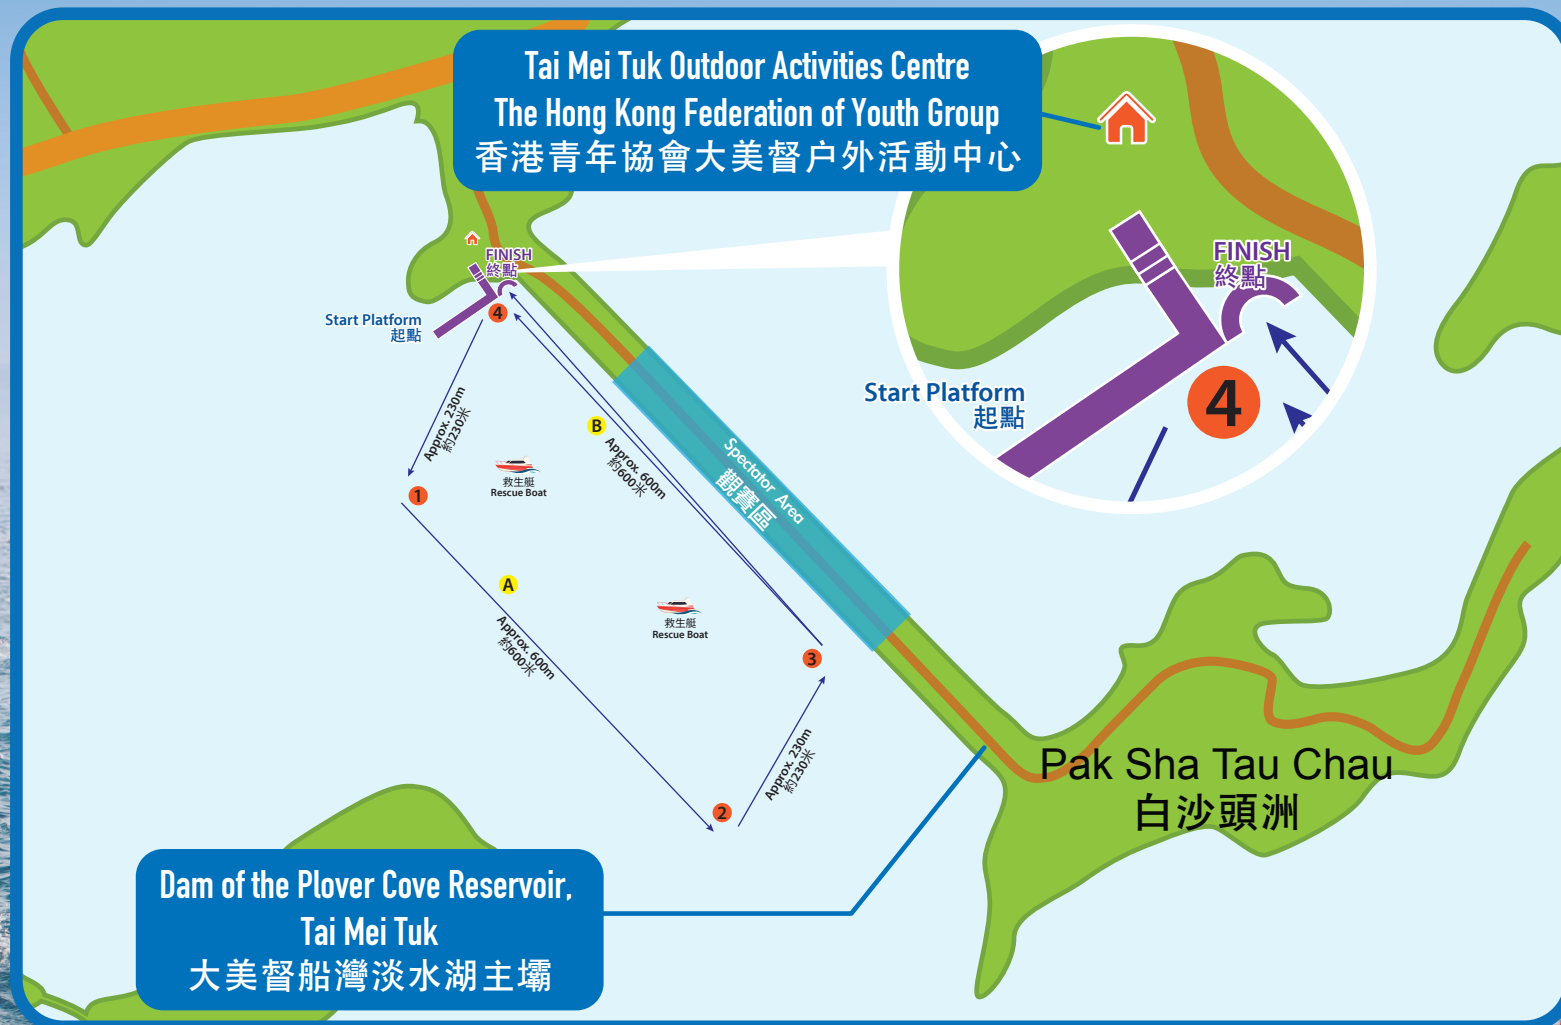 Tai Mei Tuk Outdoor Activities Centre
The Hong Kong Federation of Youth Group
香港青年協會大美督户外活動中心
FINISH
終點
Start Platform
起點
4
FINISH
終點
Start Platform
起點
4
Approx. 230m
約230米
1
救生艇
Rescue Boat
B
Approx. 600m
約600米
Spectator Area
觀賽區
A
Approx. 600m
約600米
救生艇
Rescue Boat
3
Approx. 230m
約230米
2
Pak Sha Tau Chau
白沙頭洲
Dam of the Plover Cove Reservoir,
Tai Mei Tuk
大美督船灣淡水湖主壩